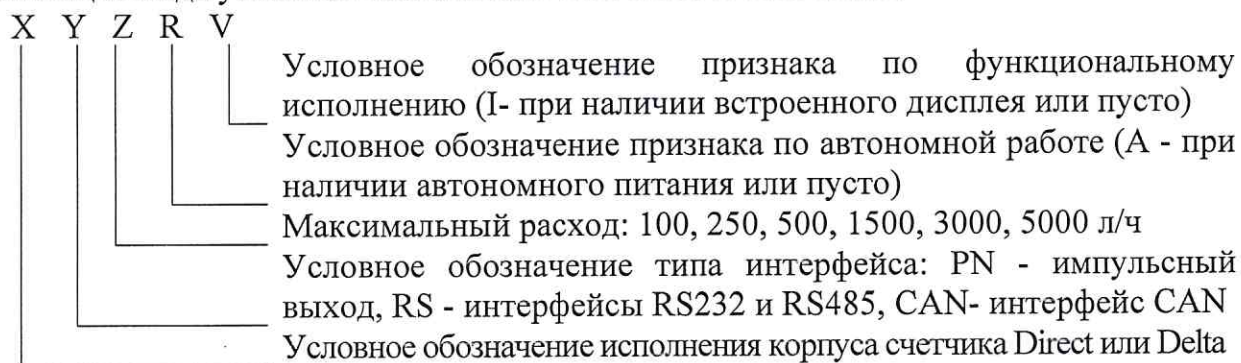 X Y Z R V
Условное обозначение признака по функциональному
исполнению (I- при наличии встроенного дисплея или пусто)
Условное обозначение признака по автономной работе (А - при
наличии автономного питания или пусто)
Максимальный расход: 100, 250, 500, 1500, 3000, 5000 л/ч
Условное обозначение типа интерфейса: PN - импульсный
выход, RS - интерфейсы RS232 и RS485, CAN- интерфейс CAN
Условное обозначение исполнения корпуса счетчика Direct или Delta